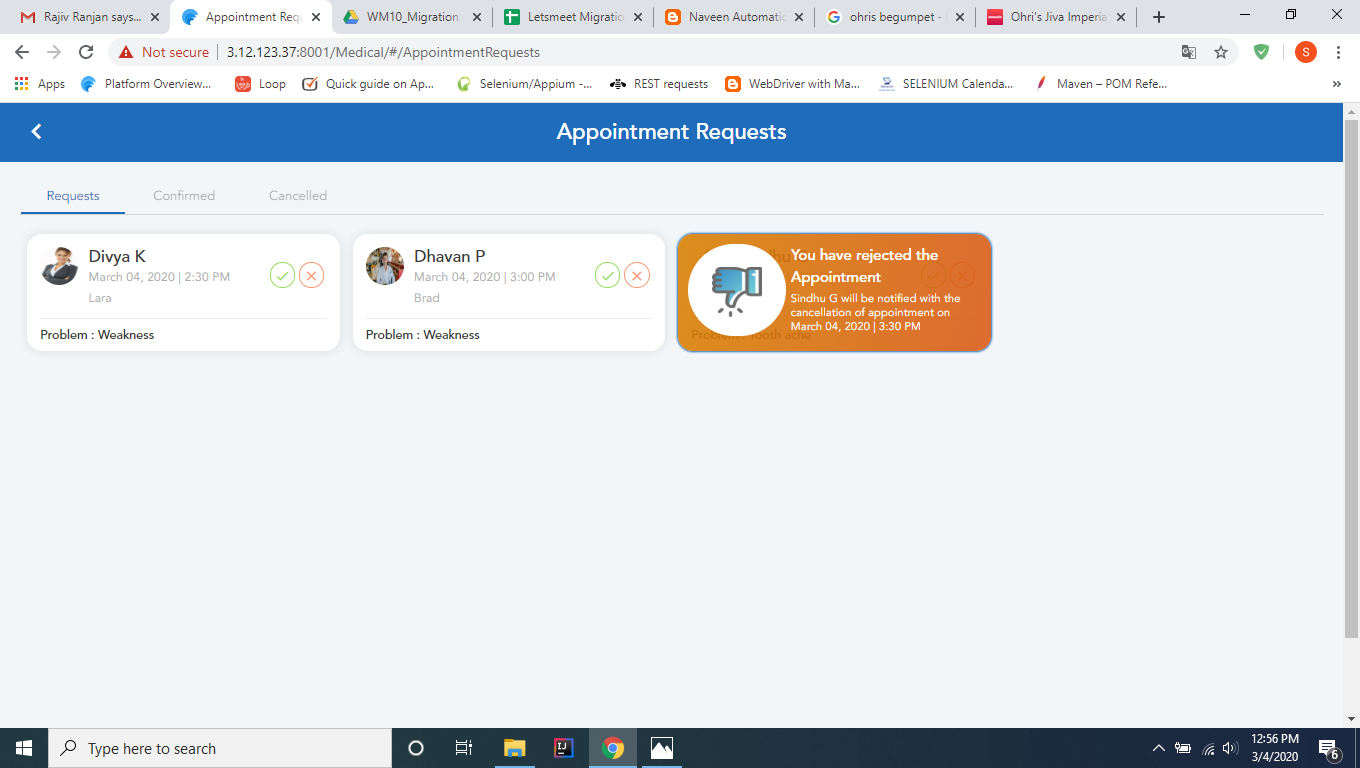 Rajiv Ranjan says...
Appointment Requ
WM10_Migration
Letsmeet Migratio
Naveen Automatic
ohris begumpet -
Ohri's Jiva Imperia
Not secure
3.12.123.37:8001/Medical/#/AppointmentRequests
S
Apps
Platform Overview...
Loop
Quick guide on Ap...
Selenium/Appium -...
REST requests
WebDriver with Ma...
SELENIUM Calenda...
Maven – POM Refe...
»
Appointment Requests
Requests
Confirmed
Cancelled
Divya K
March 04, 2020 | 2:30 PM
Lara
Problem : Weakness
Dhavan P
March 04, 2020 | 3:00 PM
Brad
Problem : Weakness
You have rejected the
Appointment
Sindhu G will be notified with the
cancellation of appointment on
March 04, 2020 | 3:30 PM
Problem : Tooth ache
Type here to search
IJ
12:56 PM
3/4/2020
6